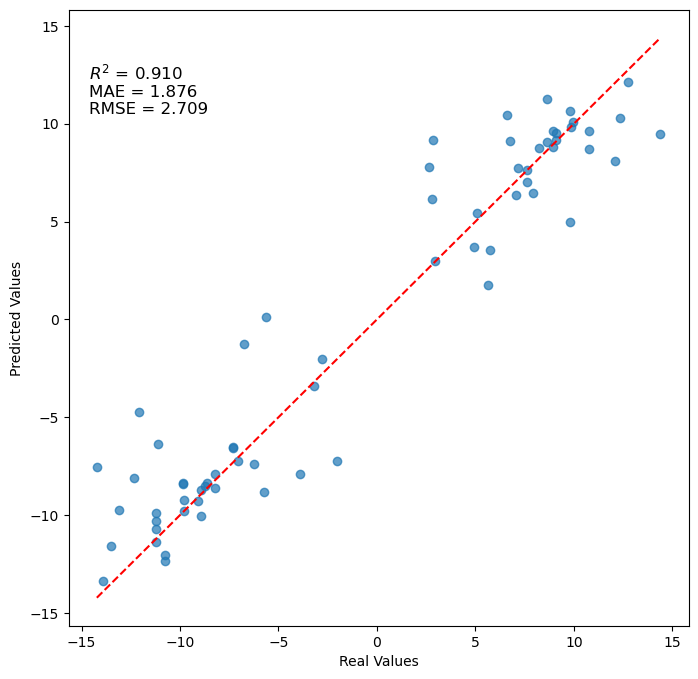 R² = 0.910
MAE = 1.876
RMSE = 2.709
15
10
5
0
−5
−10
−15
Predicted Values
−15 −10 −5 0 5 10 15
Real Values